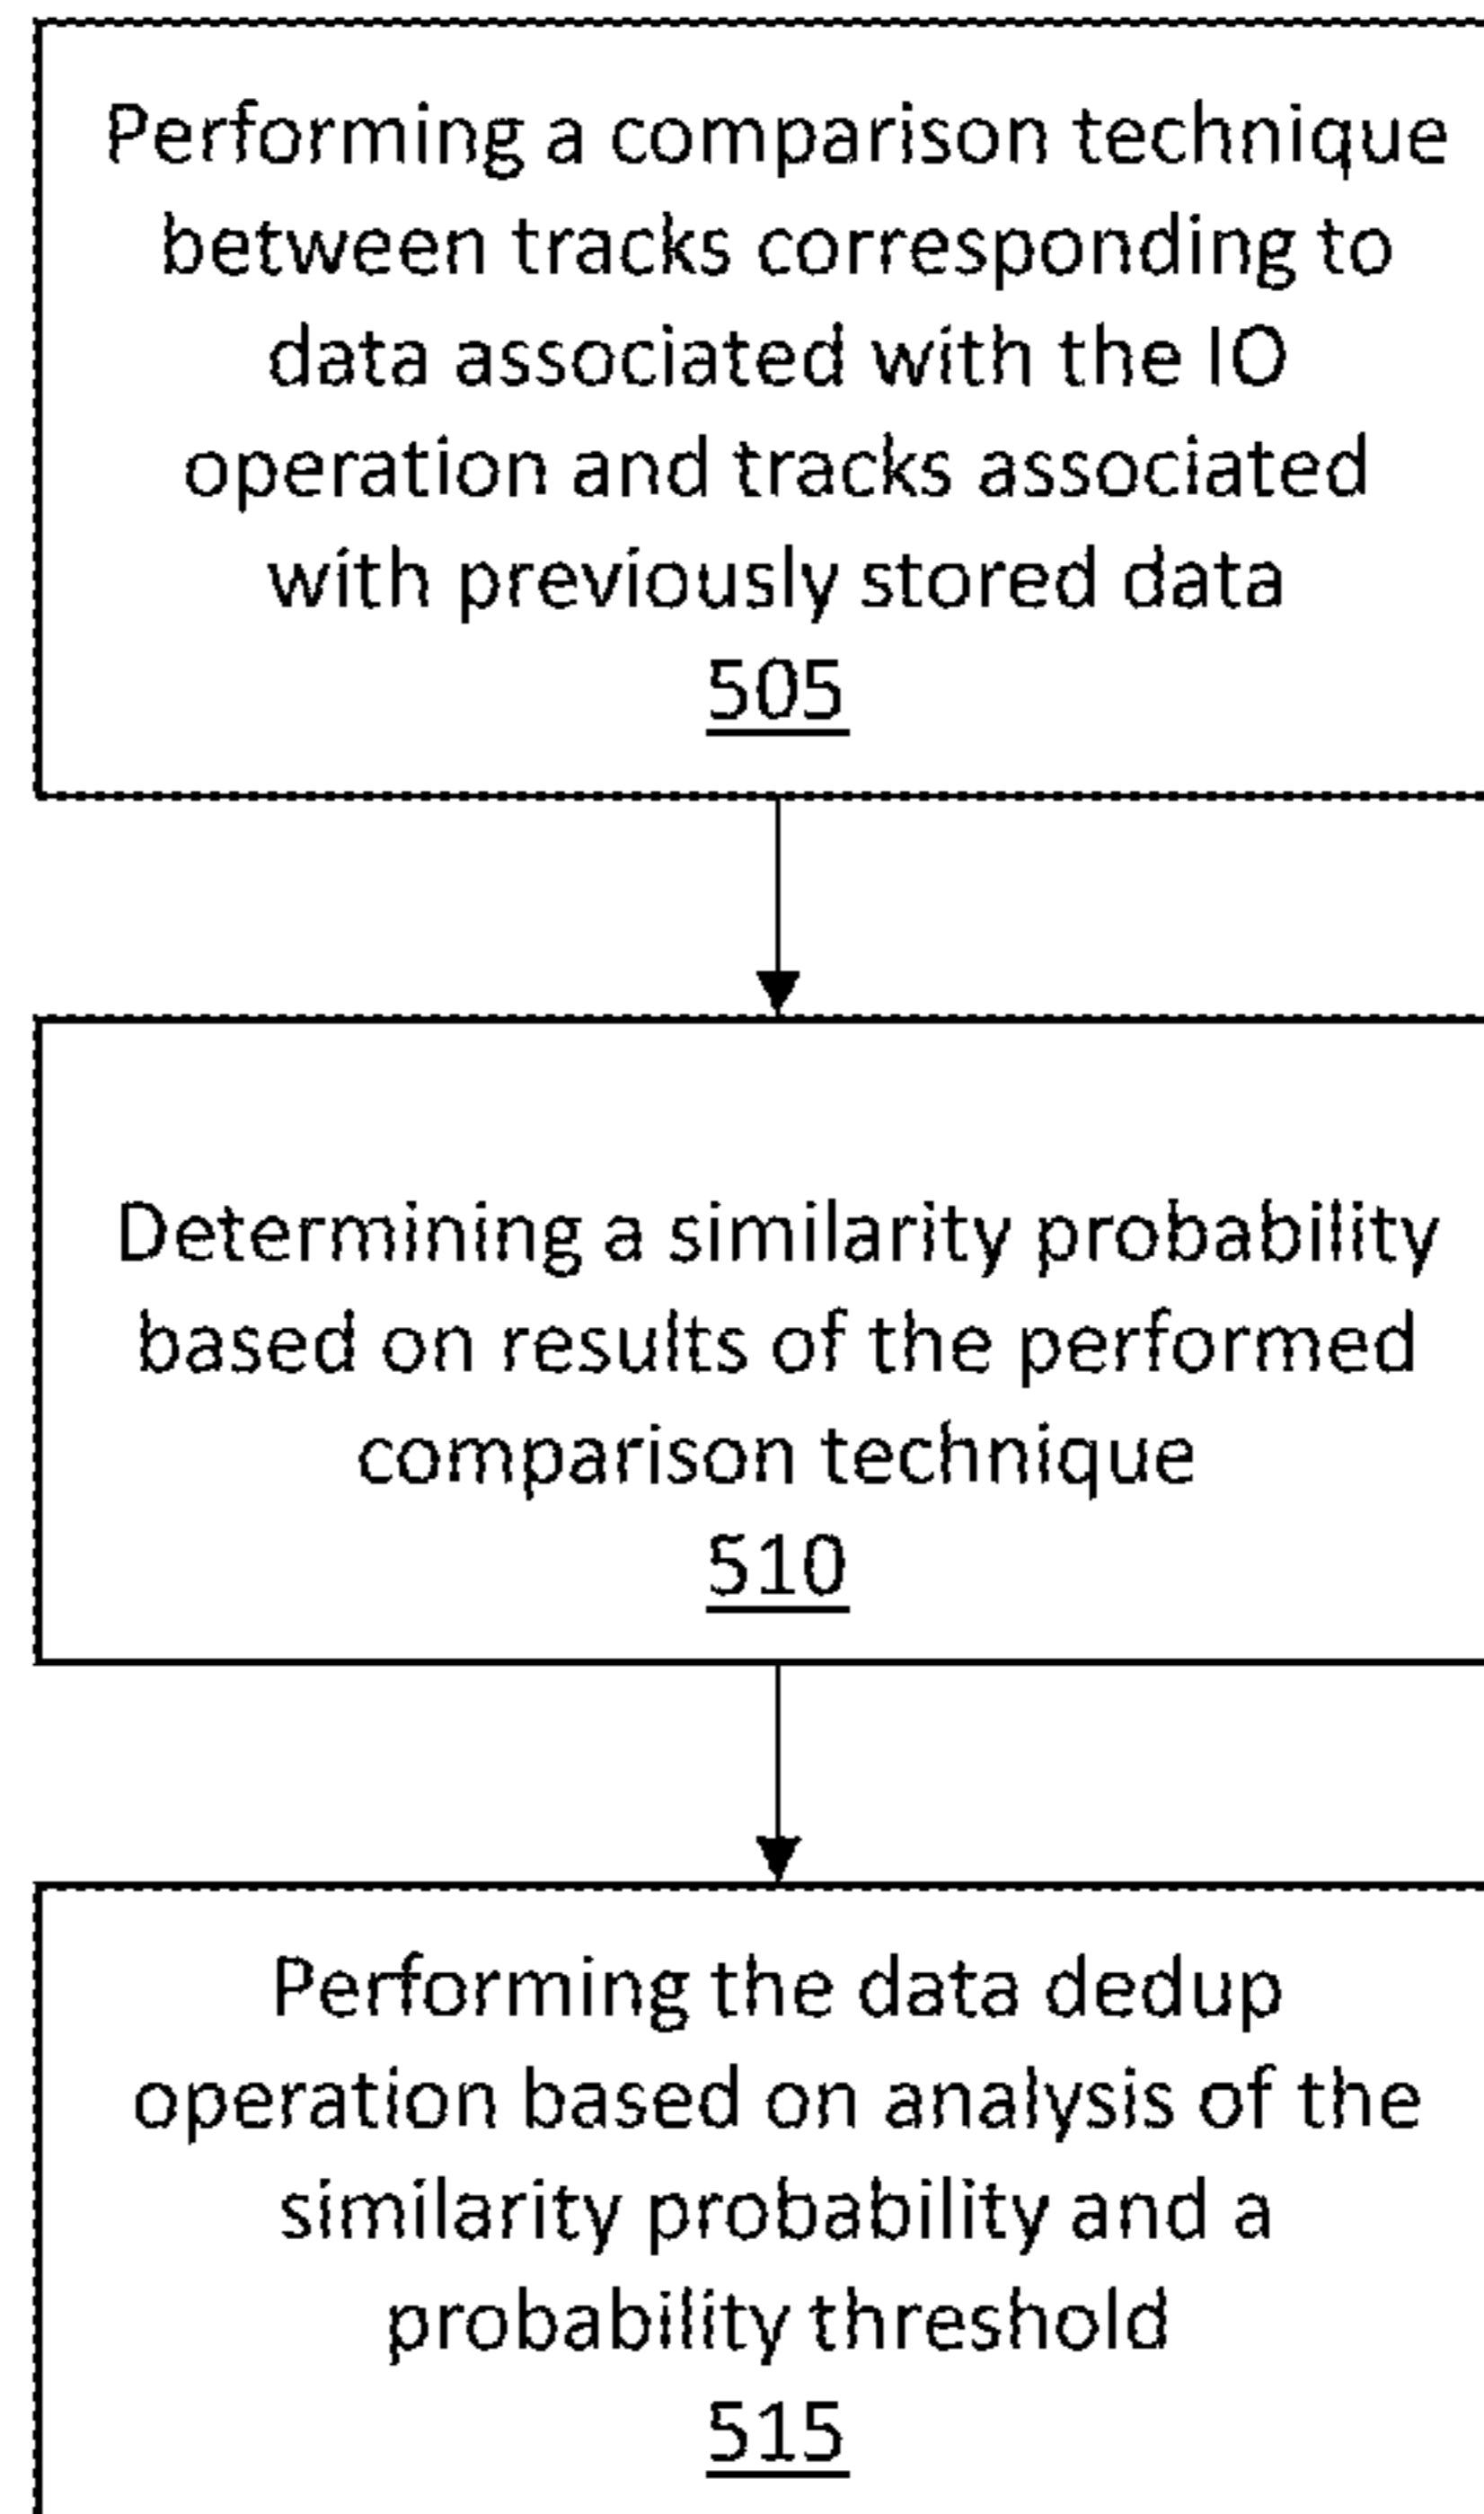 Performing a comparison technique
between tracks corresponding to
data associated with the IO
operation and tracks associated
with previously stored data
505
Determining a similarity probability
based on results of the performed
comparison technique
510
Performing the data dedup
operation based on analysis of the
similarity probability and a
probability threshold
515